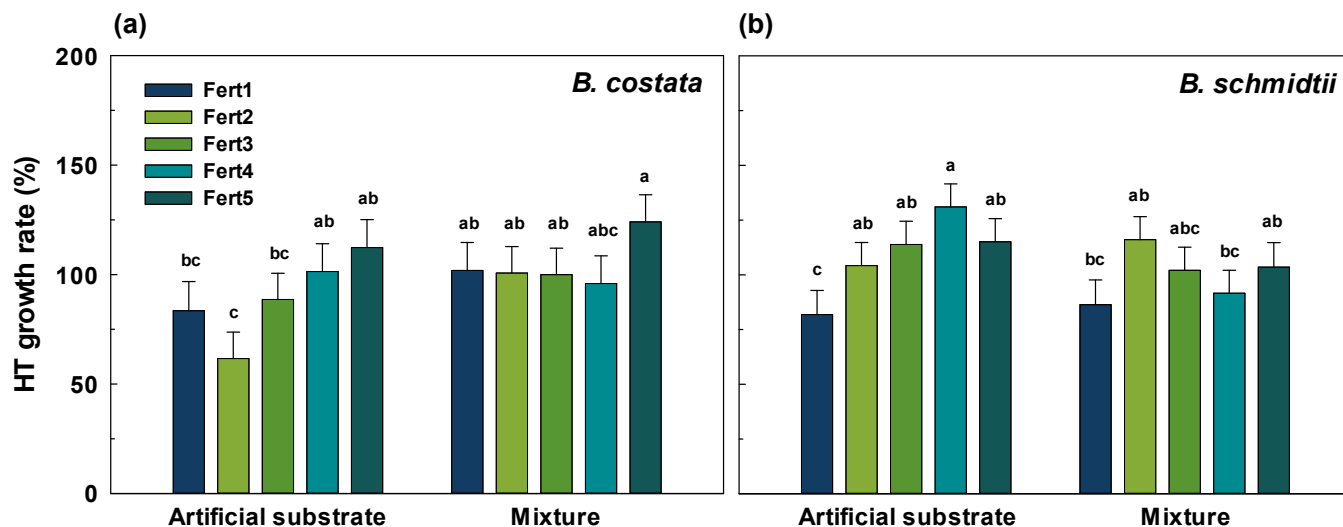 (a)
(b)
HT growth rate (%)
200
150
100
50
0
Fert1
Fert2
Fert3
Fert4
Fert5
B. costata
bc
c
bc
ab
ab
ab
ab
ab
abc
a
Artificial substrate
Mixture
B. schmidtii
c
ab
ab
a
ab
bc
ab
abc
bc
ab
Artificial substrate
Mixture